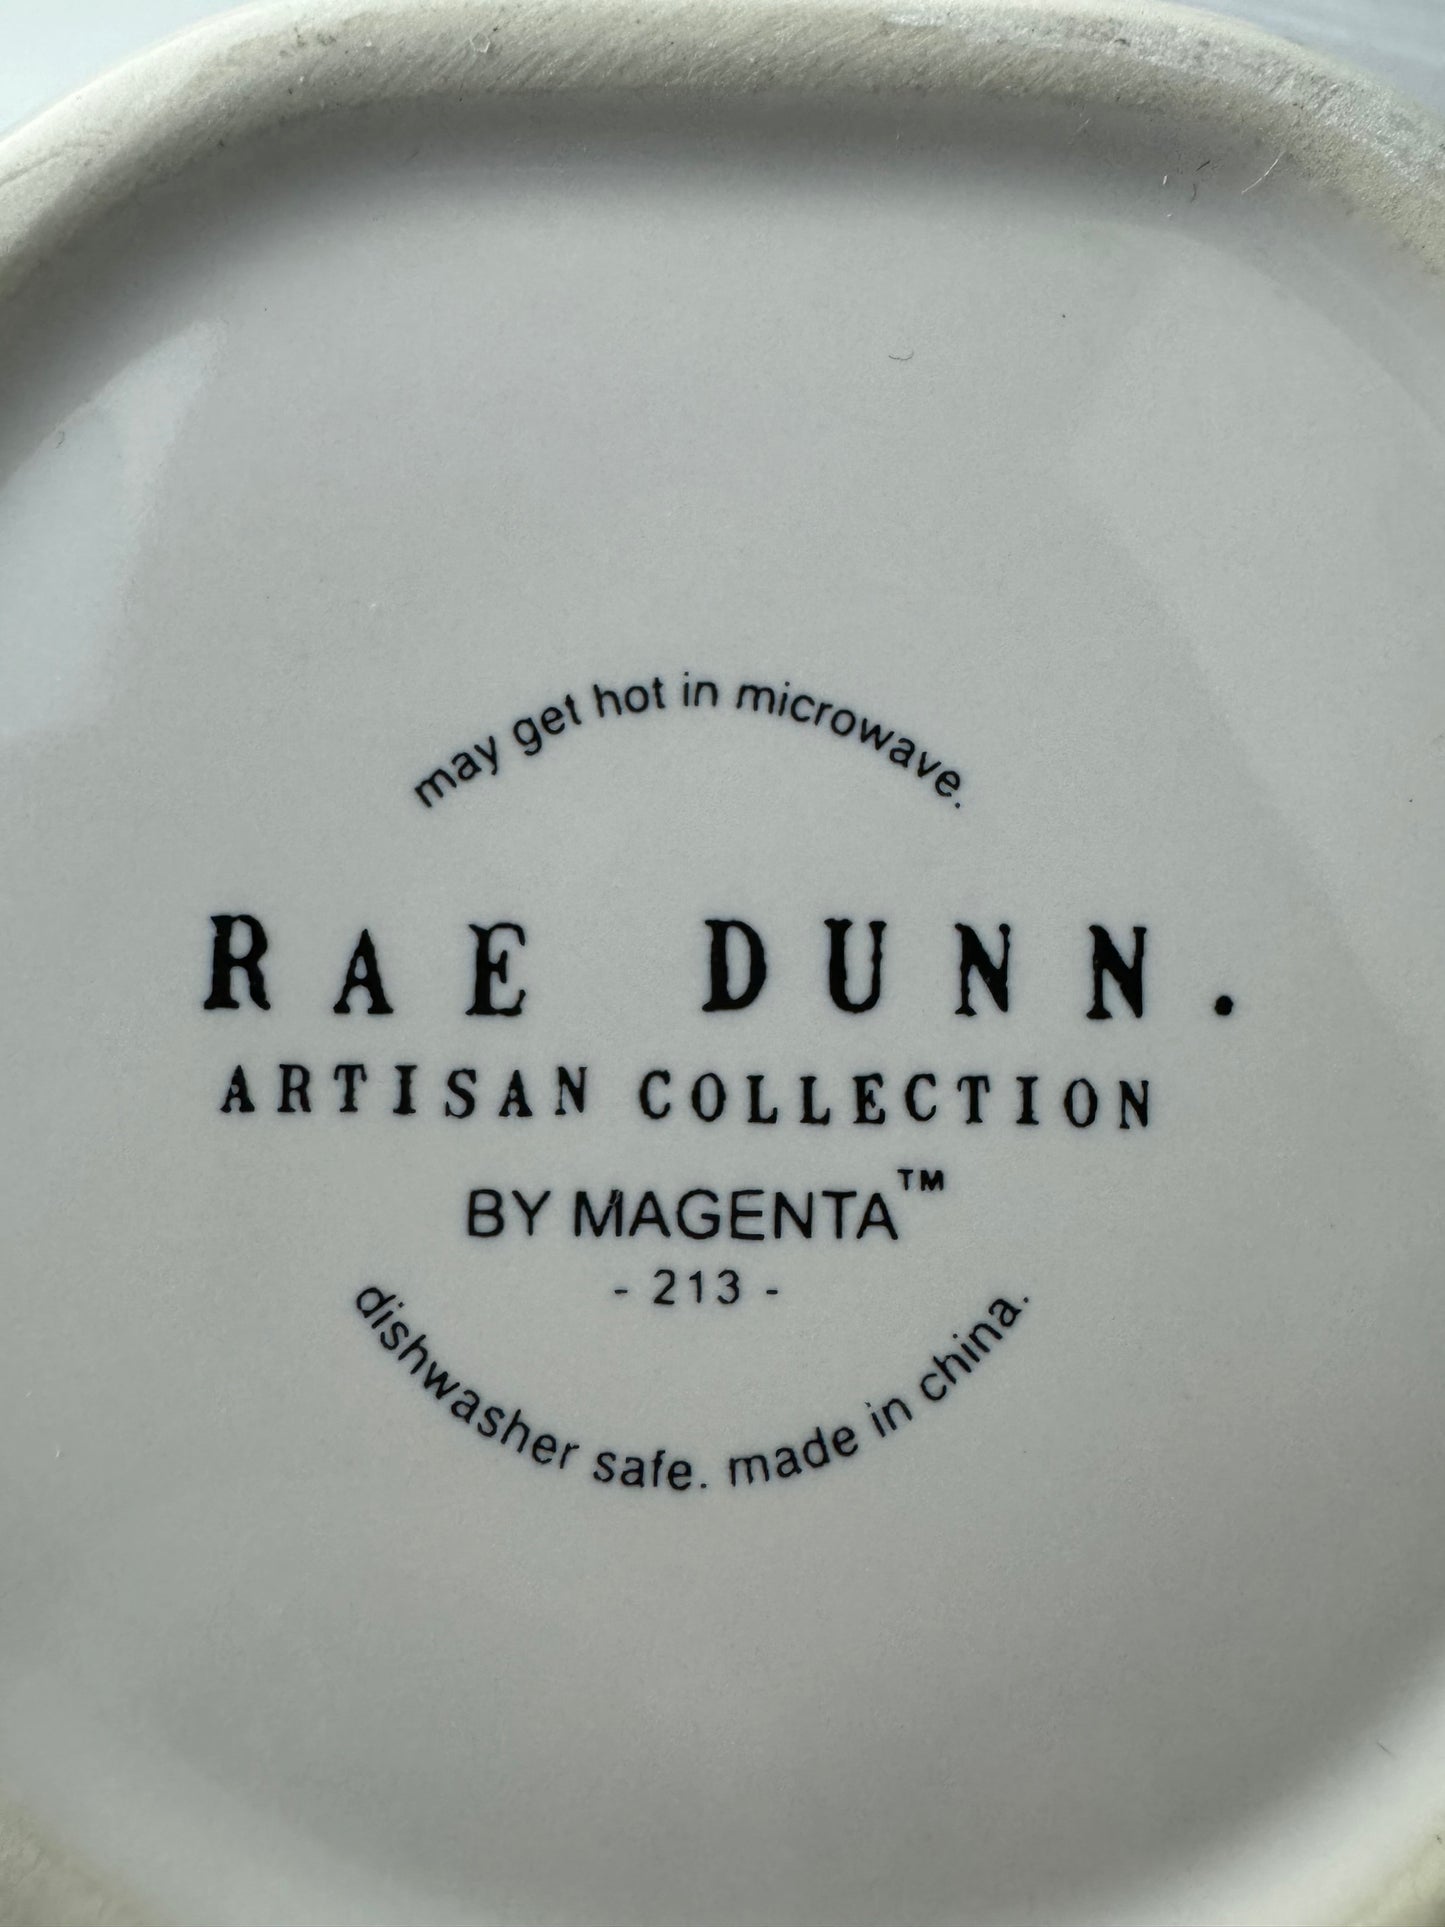 may get hot in microwave.
RAE DUNN.
ARTISAN COLLECTION
BY MAGENTA™
- 213 -
dishwasher safe. made in china.